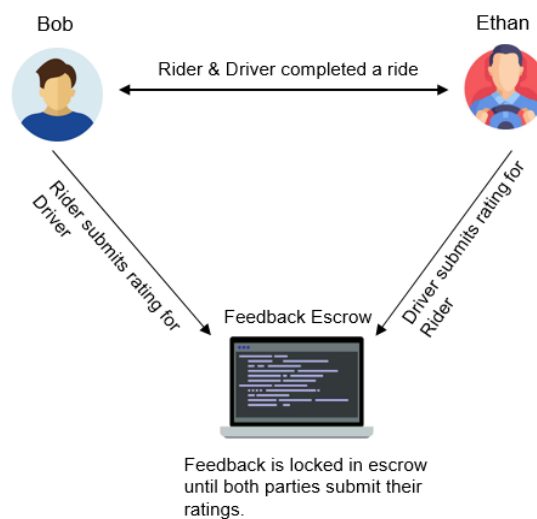 Bob
Ethan
Rider & Driver completed a ride
Rider submits rating for
Driver
Driver submits rating for
Rider
Feedback Escrow
Feedback is locked in escrow
until both parties submit their
ratings.